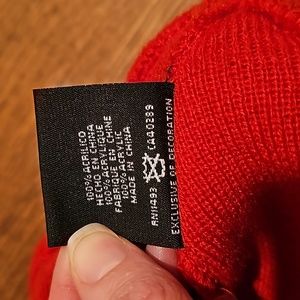 100% ACRILICO
HECHO EN CHINA
100% ACRYLIQUE
FABRIQUE EN CHINE
100% ACRYLIC
MADE IN CHINA
RN11493 CA40289
EXCLUSIVE OF DECORATION